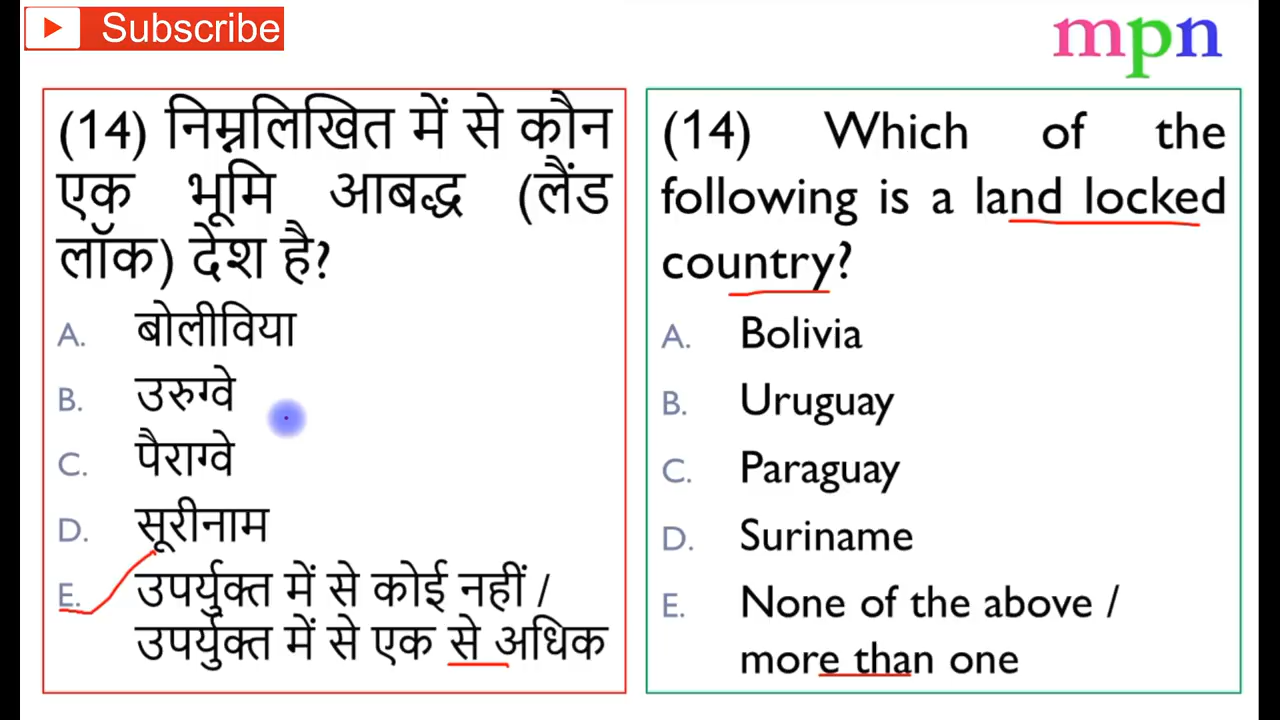 Subscribe
mpn
(14) निम्नलिखित में से कौन
एक भूमि आबद्ध (लैंड
लॉक) देश है?
A. बोलीविया
B. उरुग्वे
C. पैराग्वे
D. सूरीनाम
E. उपर्युक्त में से कोई नहीं /
उपर्युक्त में से एक से अधिक
(14) Which of the
following is a land locked
country?
A. Bolivia
B. Uruguay
C. Paraguay
D. Suriname
E. None of the above /
more than one